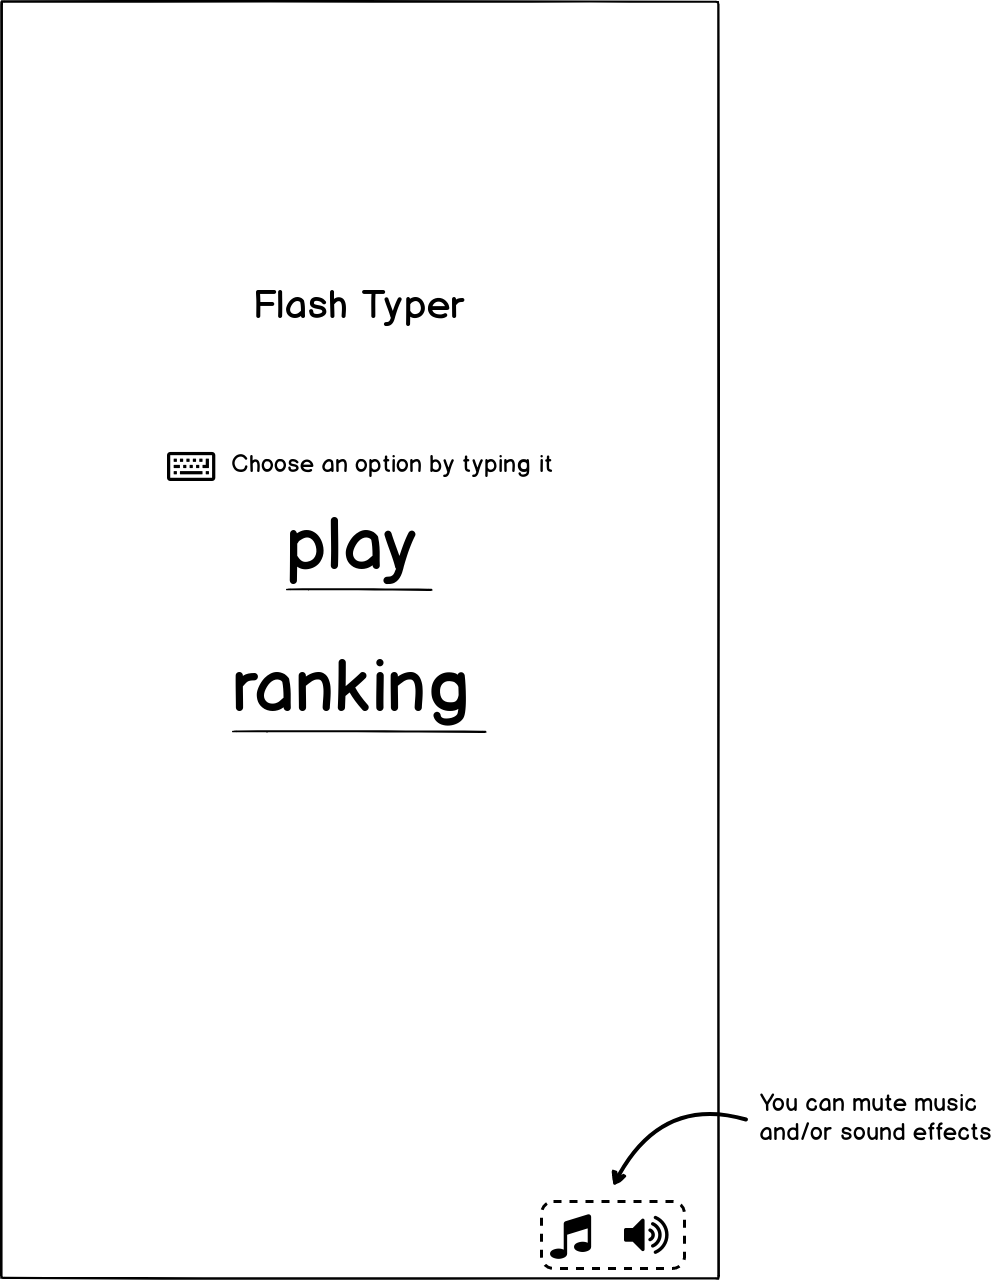 Flash Typer
Choose an option by typing it
play
ranking
You can mute music
and/or sound effects